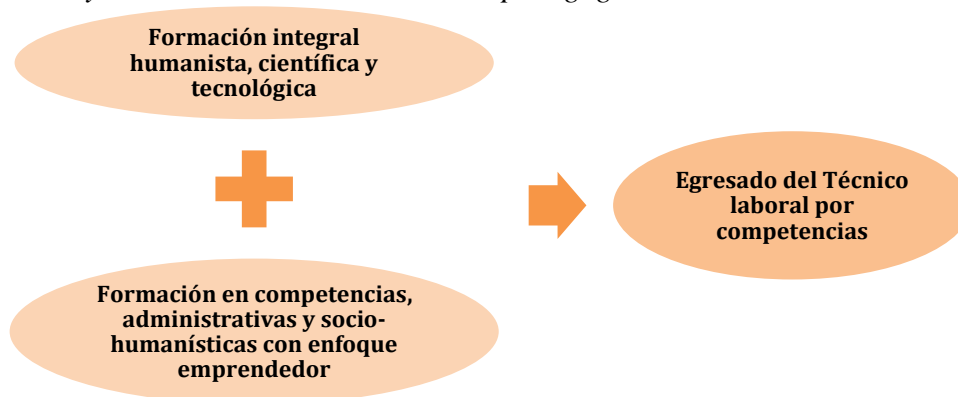 Formación integral
humanista, científica y
tecnológica
Egresado del Técnico
laboral por
competencias
Formación en competencias,
administrativas y socio-
humanísticas con enfoque
emprendedor